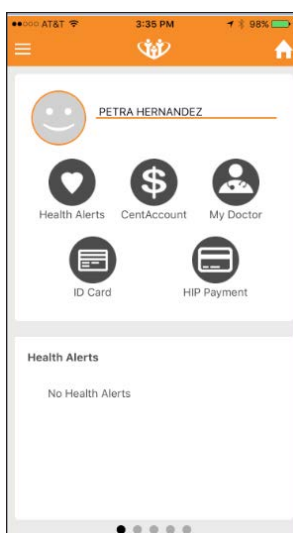 AT&T 3:35 PM 98%
PETRA HERNANDEZ
$
Health Alerts CentAccount My Doctor
ID Card HIP Payment
Health Alerts
No Health Alerts